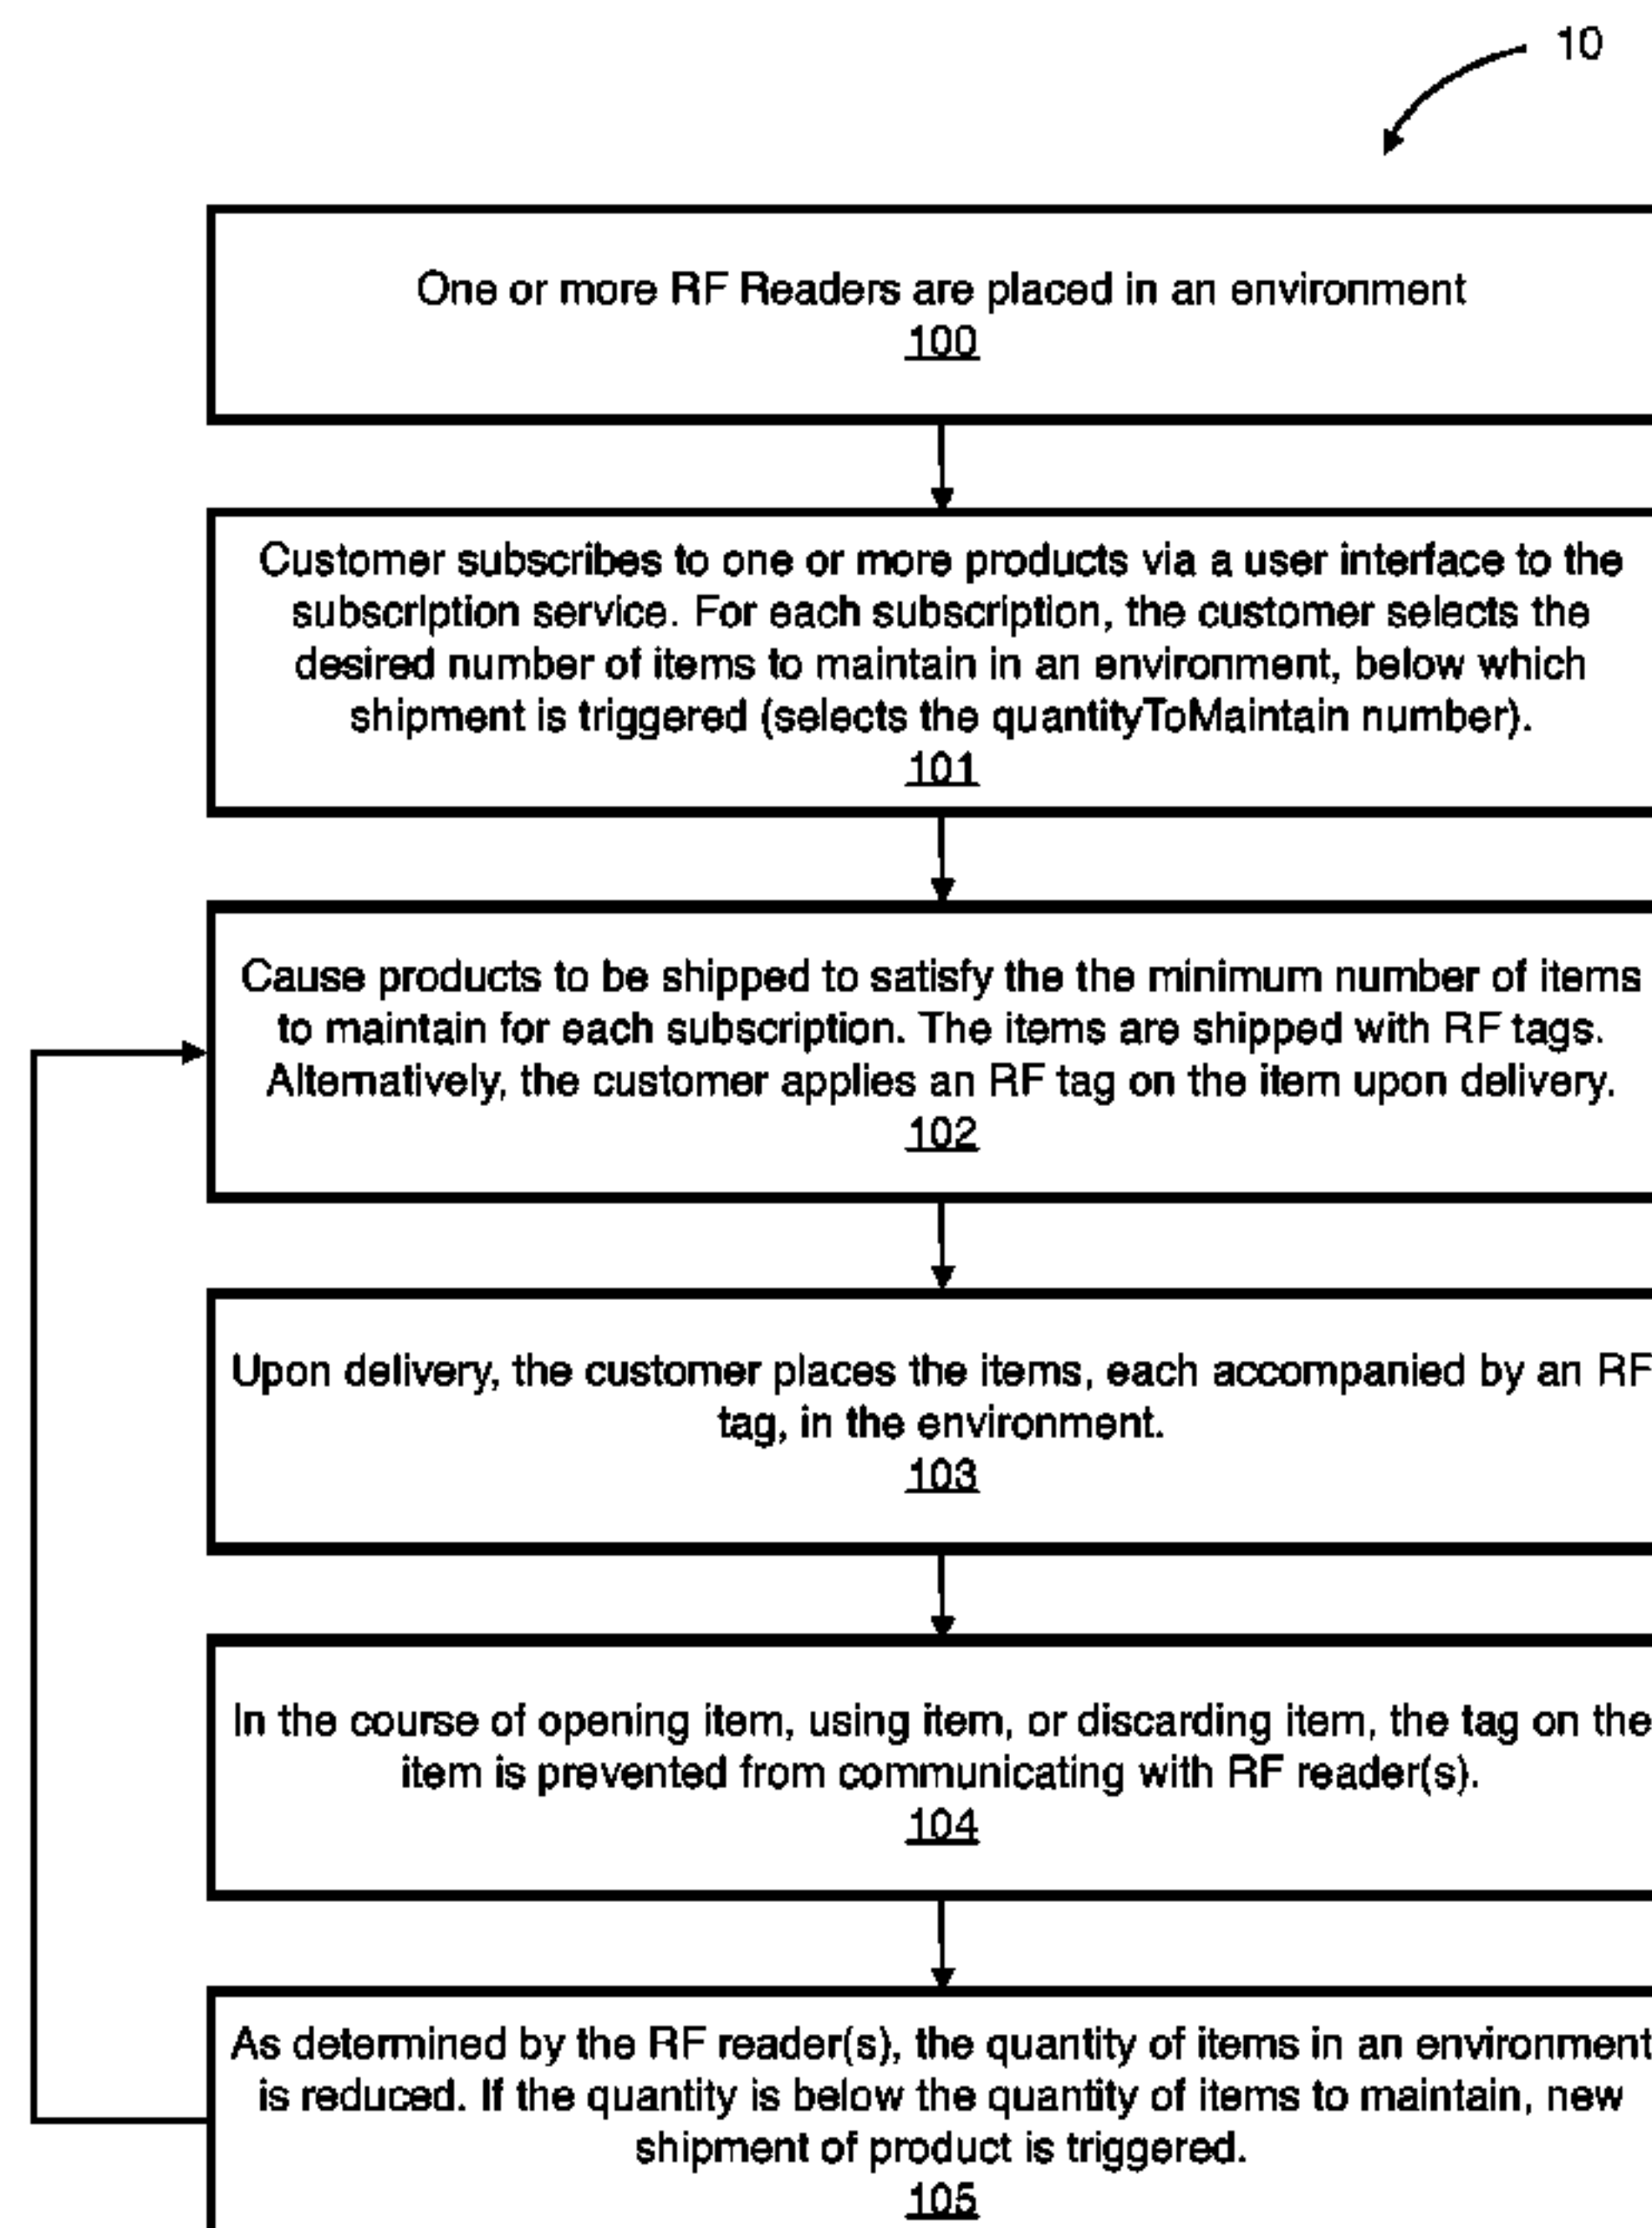 10
One or more RF Readers are placed in an environment
100
Customer subscribes to one or more products via a user interface to the
subscription service. For each subscription, the customer selects the
desired number of items to maintain in an environment, below which
shipment is triggered (selects the quantityToMaintain number).
101
Cause products to be shipped to satisfy the the minimum number of items
to maintain for each subscription. The items are shipped with RF tags.
Alternatively, the customer applies an RF tag on the item upon delivery.
102
Upon delivery, the customer places the items, each accompanied by an RF
tag, in the environment.
103
In the course of opening item, using item, or discarding item, the tag on the
item is prevented from communicating with RF reader(s).
104
As determined by the RF reader(s), the quantity of items in an environment
is reduced. If the quantity is below the quantity of items to maintain, new
shipment of product is triggered.
105